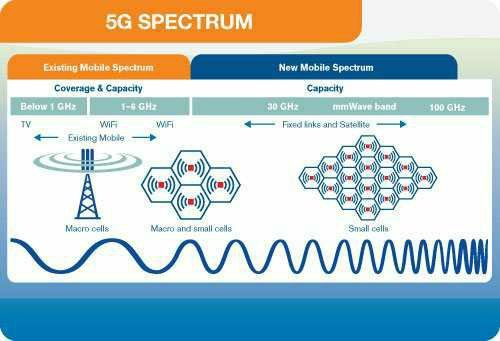 5G SPECTRUM
Existing Mobile Spectrum
New Mobile Spectrum
Coverage & Capacity
Capacity
Below 1 GHz
1–6 GHz
30 GHz
mmWave band
100 GHz
TV
WiFi
WiFi
Existing Mobile
Fixed links and Satellite
Macro cells
Macro and small cells
Small cells